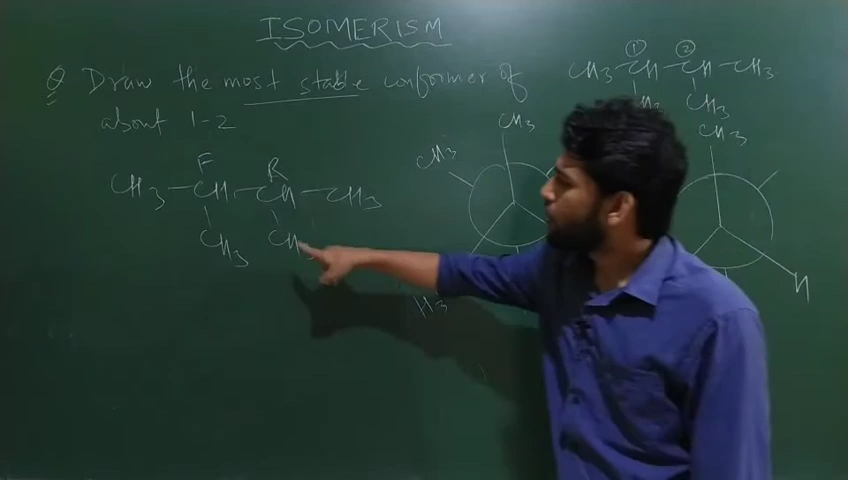 ISOMERISM
Q Draw the most stable conformer of
about 1-2
F R
CH3 - CH - CH - CH3
CH3 CH3
① ②
CH3 - CH - CH - CH3
CH3
CH3
CH3
CH3
H3
H